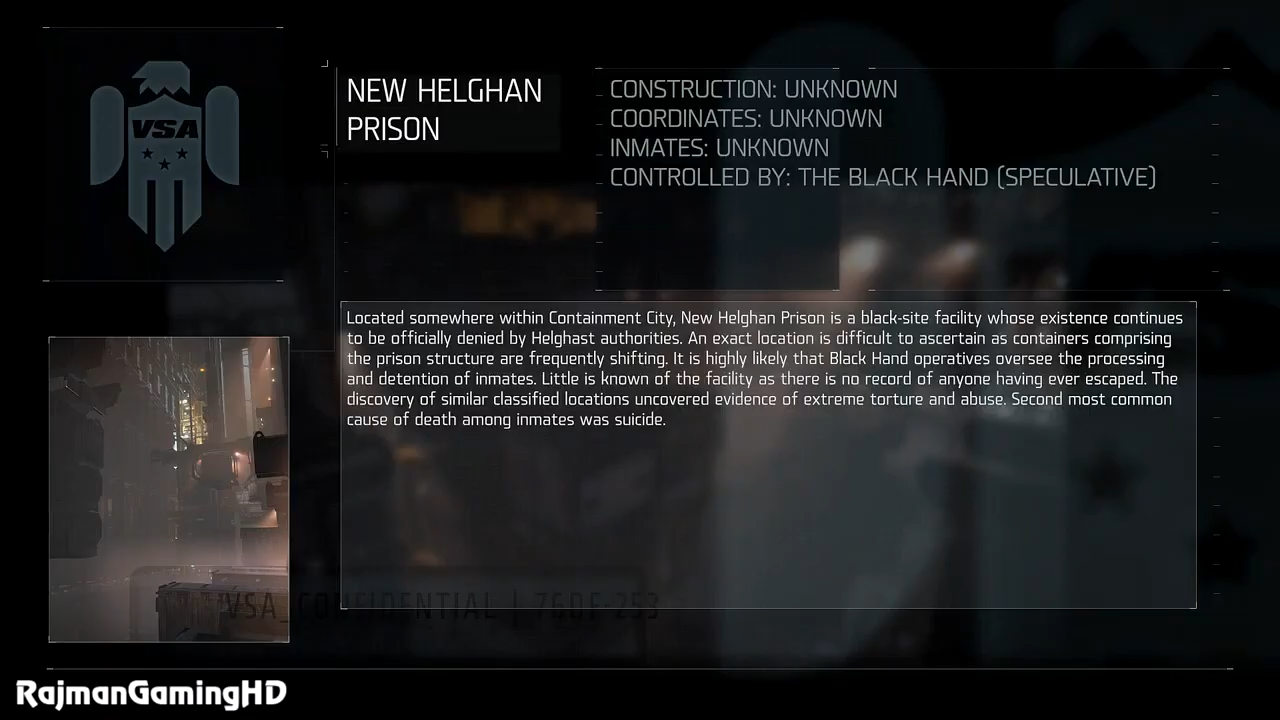 VSA
NEW HELGHAN
PRISON
CONSTRUCTION: UNKNOWN
COORDINATES: UNKNOWN
INMATES: UNKNOWN
CONTROLLED BY: THE BLACK HAND (SPECULATIVE)
Located somewhere within Containment City, New Helghan Prison is a black-site facility whose existence continues
to be officially denied by Helghast authorities. An exact location is difficult to ascertain as containers comprising
the prison structure are frequently shifting. It is highly likely that Black Hand operatives oversee the processing
and detention of inmates. Little is known of the facility as there is no record of anyone having ever escaped. The
discovery of similar classified locations uncovered evidence of extreme torture and abuse. Second most common
cause of death among inmates was suicide.
VSA_CONFIDENTIAL | 76DF-253
RajmanGamingHD